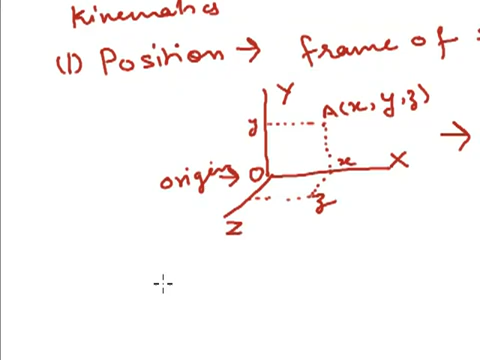 Kinematics
(1) Position → frame of
Y
y A(x, y, z)
→
origin → O x X
z
Z